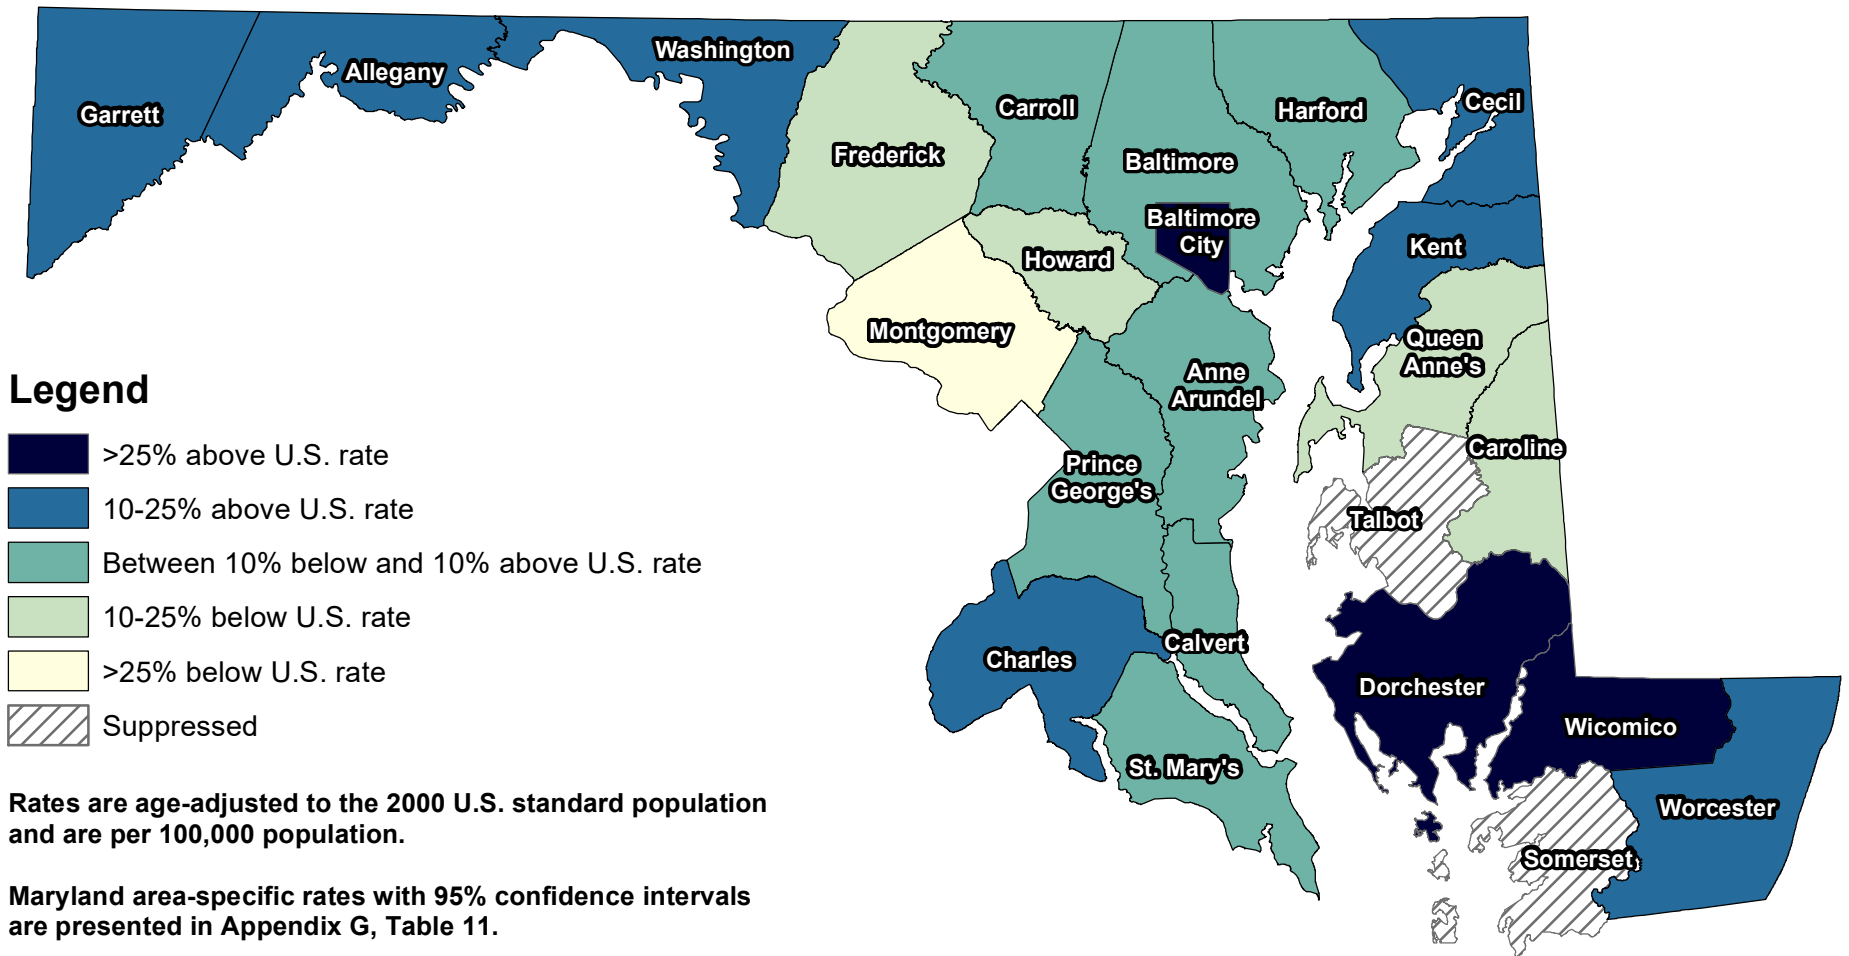 Washington
Allegany
Garrett
Carroll
Harford
Cecil
Frederick
Baltimore
Baltimore
City
Howard
Kent
Montgomery
Queen
Anne's
Anne
Arundel
Caroline
Prince
George's
Talbot
Calvert
Charles
Dorchester
Wicomico
St. Mary's
Worcester
Somerset
Legend
>25% above U.S. rate
10-25% above U.S. rate
Between 10% below and 10% above U.S. rate
10-25% below U.S. rate
>25% below U.S. rate
Suppressed
Rates are age-adjusted to the 2000 U.S. standard population
and are per 100,000 population.
Maryland area-specific rates with 95% confidence intervals
are presented in Appendix G, Table 11.